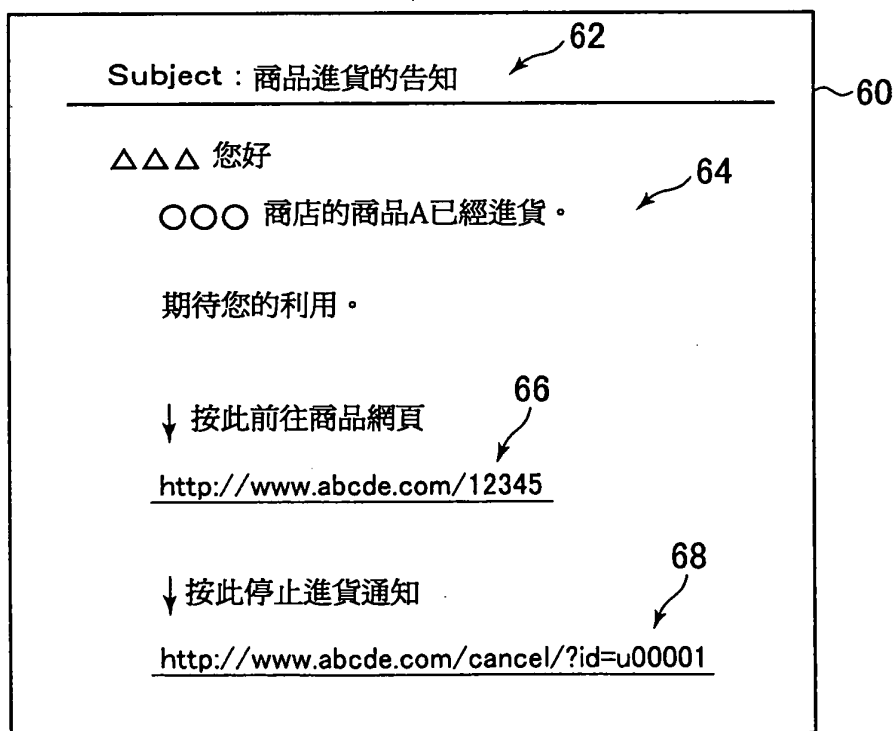 62
Subject：商品進貨的告知
60
△△△ 您好
64
○○○ 商店的商品A已經進貨。
期待您的利用。
66
↓ 按此前往商品網頁
http://www.abcde.com/12345
68
↓按此停止進貨通知
http://www.abcde.com/cancel/?id=u00001